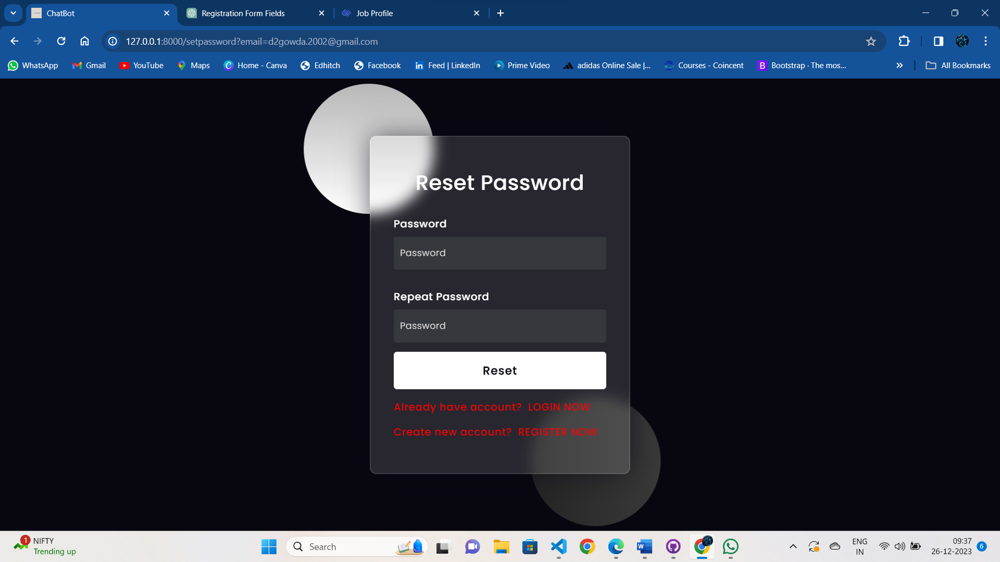 ChatBot
Registration Form Fields
Job Profile
127.0.0.1:8000/setpassword?email=d2gowda.2002@gmail.com
WhatsApp
Gmail
YouTube
Maps
Home - Canva
Edhitch
Facebook
Feed | LinkedIn
Prime Video
adidas Online Sale |...
Courses - Coincent
Bootstrap · The mos...
All Bookmarks
Reset Password
Password
Password
Repeat Password
Password
Reset
Already have account? LOGIN NOW
Create new account? REGISTER NOW
1
NIFTY
Trending up
Search
ENG
IN
09:37
26-12-2023
6